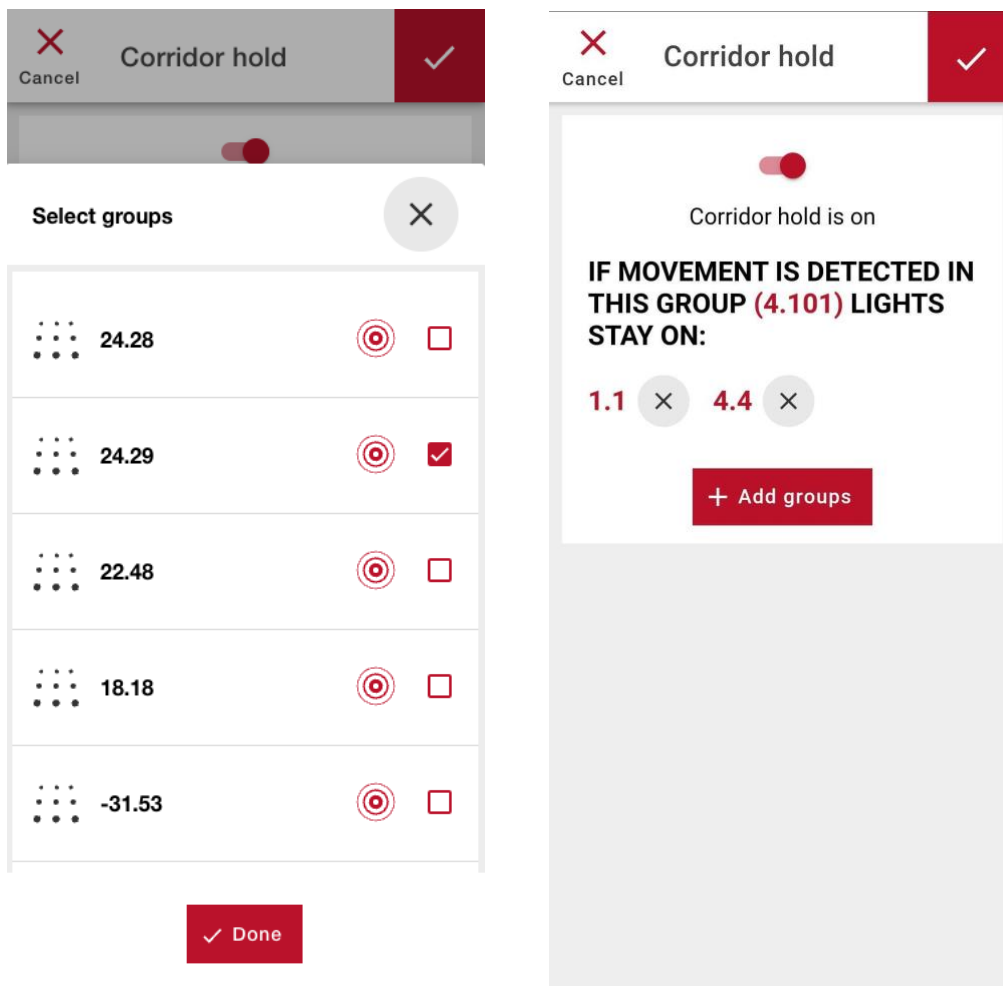 Corridor hold
Cancel
Select groups
24.28
24.29
22.48
18.18
-31.53
Done
Corridor hold
Cancel
Corridor hold is on
IF MOVEMENT IS DETECTED IN
THIS GROUP (4.101) LIGHTS
STAY ON:
1.1 4.4
+ Add groups